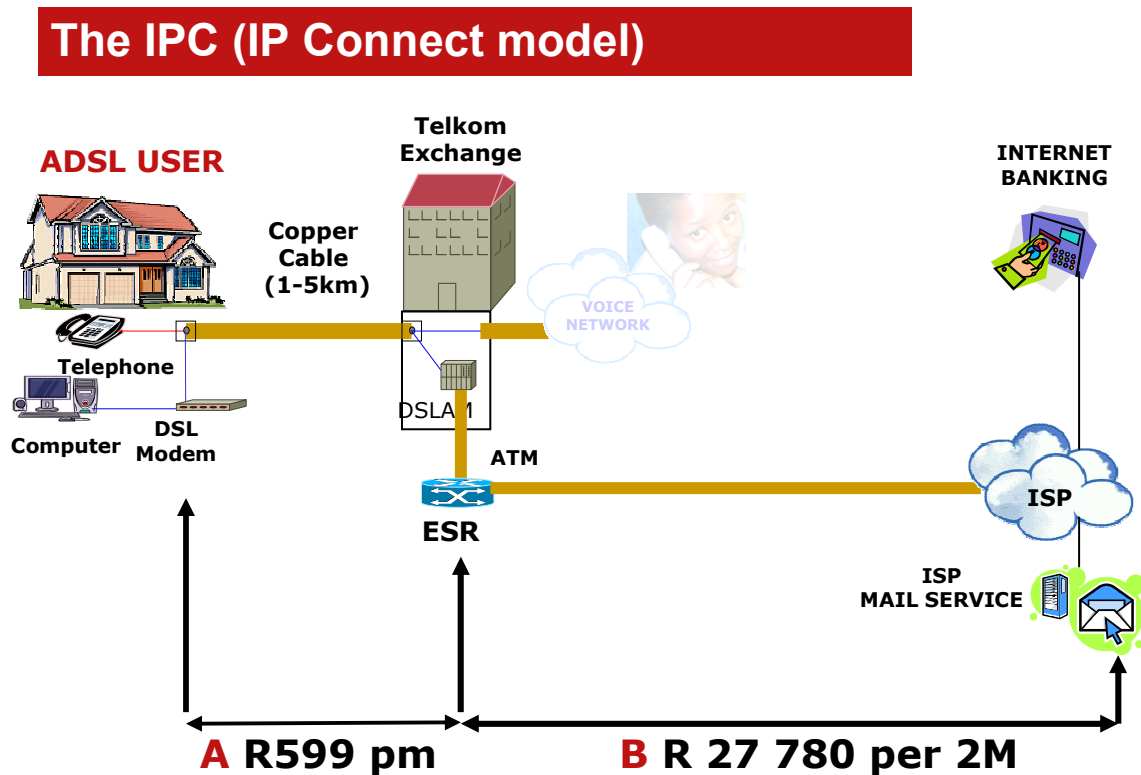 The IPC (IP Connect model)
Telkom
Exchange
ADSL USER
INTERNET
BANKING
Copper
Cable
(1-5km)
VOICE
NETWORK
Telephone
DSLAM
Computer
DSL
Modem
ATM
ISP
ESR
ISP
MAIL SERVICE
A R599 pm
B R 27 780 per 2M